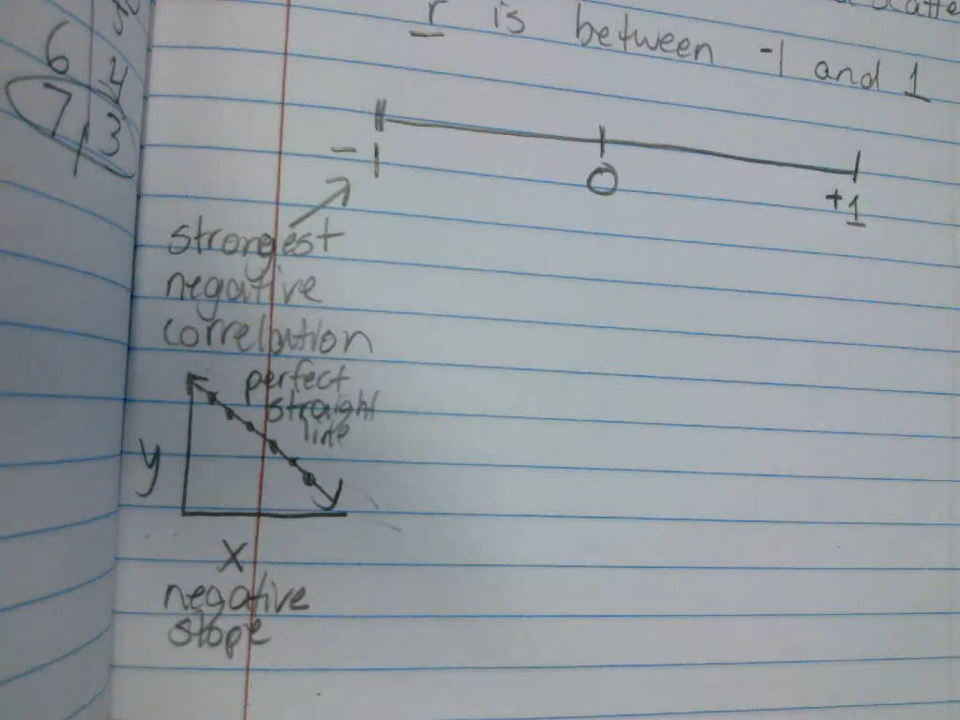 r is between -1 and 1
6
4
7
3
-1
0
+1
strongest
negative
correlation
perfect
straight
line
y
x
negative
slope